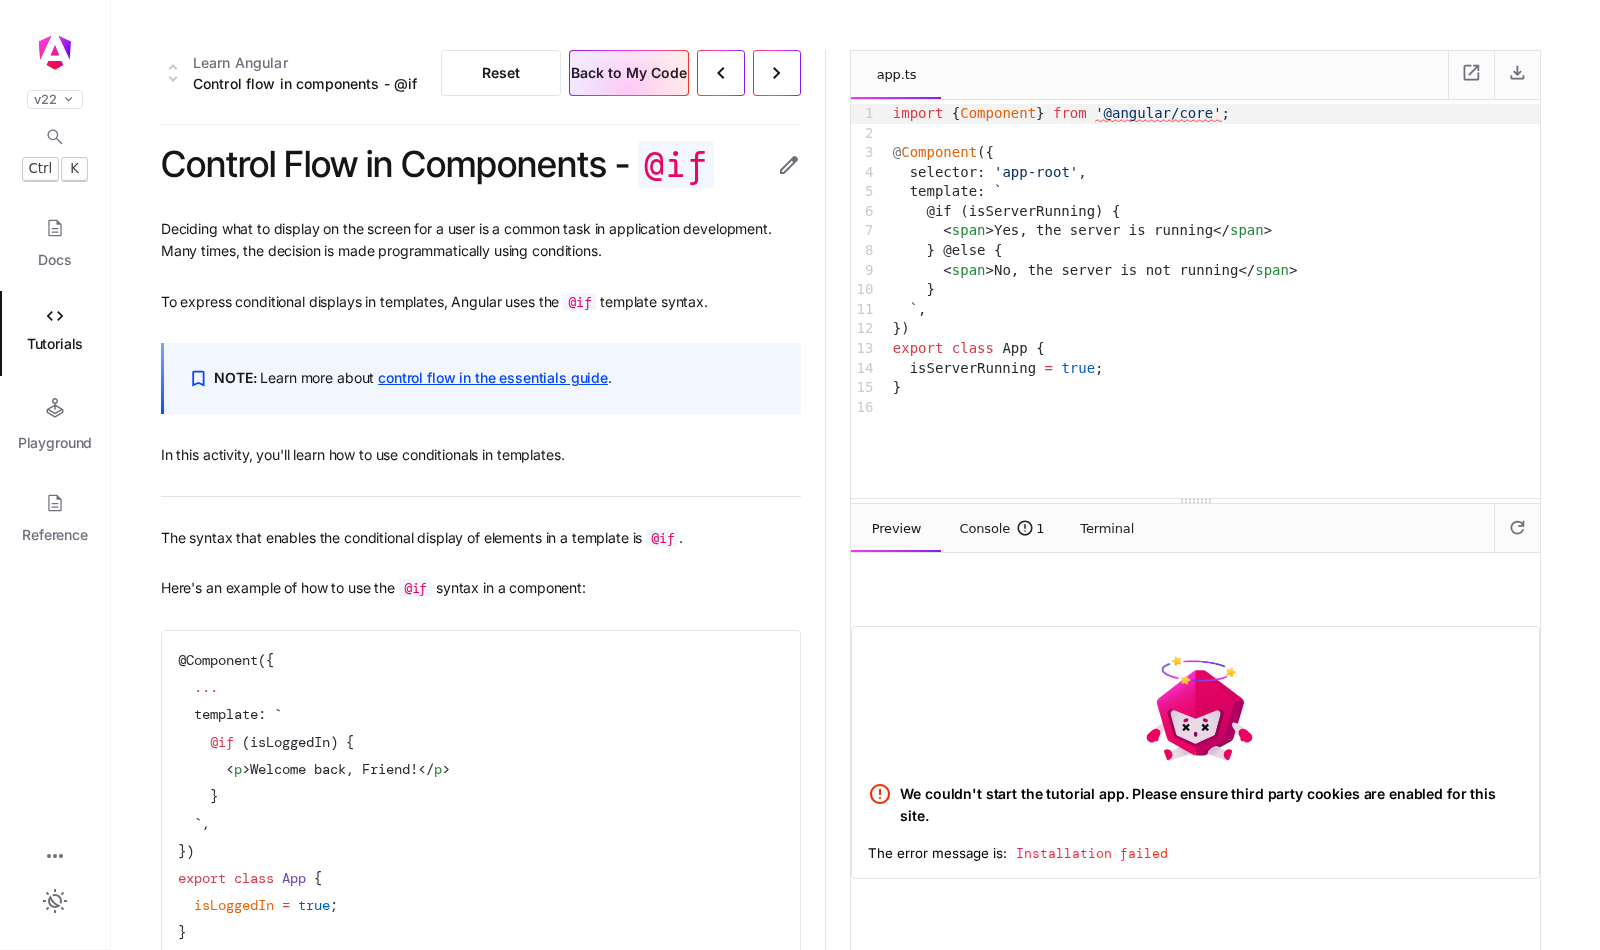 v22
Ctrl K
Docs
Tutorials
Playground
Reference
Learn Angular
Control flow in components - @if
Reset
Back to My Code
Control Flow in Components - @if
Deciding what to display on the screen for a user is a common task in application development.
Many times, the decision is made programmatically using conditions.
To express conditional displays in templates, Angular uses the @if template syntax.
NOTE: Learn more about control flow in the essentials guide.
In this activity, you'll learn how to use conditionals in templates.
The syntax that enables the conditional display of elements in a template is @if.
Here's an example of how to use the @if syntax in a component:
@Component({
  ...
  template: `
    @if (isLoggedIn) {
      <p>Welcome back, Friend!</p>
    }
  `,
})
export class App {
  isLoggedIn = true;
}
app.ts
1 import {Component} from '@angular/core';
2
3 @Component({
4   selector: 'app-root',
5   template: `
6     @if (isServerRunning) {
7       <span>Yes, the server is running</span>
8     } @else {
9       <span>No, the server is not running</span>
10     }
11   `,
12 })
13 export class App {
14   isServerRunning = true;
15 }
16
Preview
Console 1
Terminal
We couldn't start the tutorial app. Please ensure third party cookies are enabled for this
site.
The error message is: Installation failed